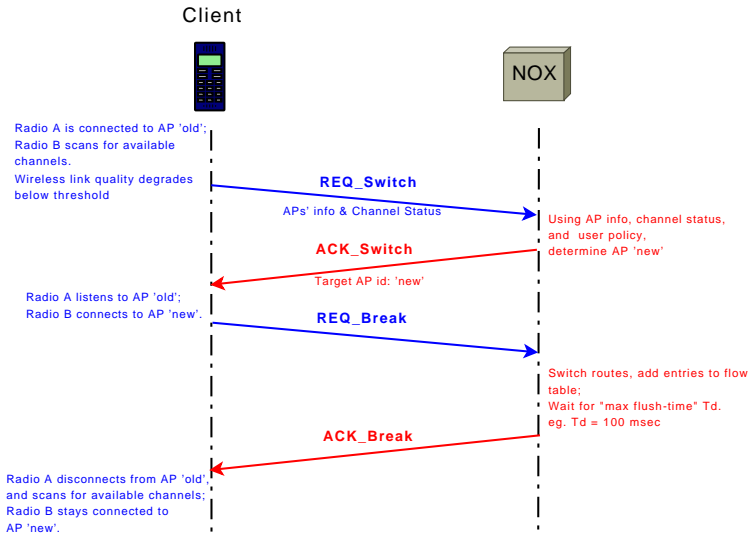 Client
NOX
Radio A is connected to AP 'old';
Radio B scans for available
channels.
Wireless link quality degrades
below threshold
REQ_Switch
APs' info & Channel Status
Using AP info, channel status,
and user policy,
determine AP 'new'
ACK_Switch
Target AP id: 'new'
Radio A listens to AP 'old';
Radio B connects to AP 'new'.
REQ_Break
Switch routes, add entries to flow
table;
Wait for "max flush-time" Td.
eg. Td = 100 msec
ACK_Break
Radio A disconnects from AP 'old',
and scans for available channels;
Radio B stays connected to
AP 'new'.